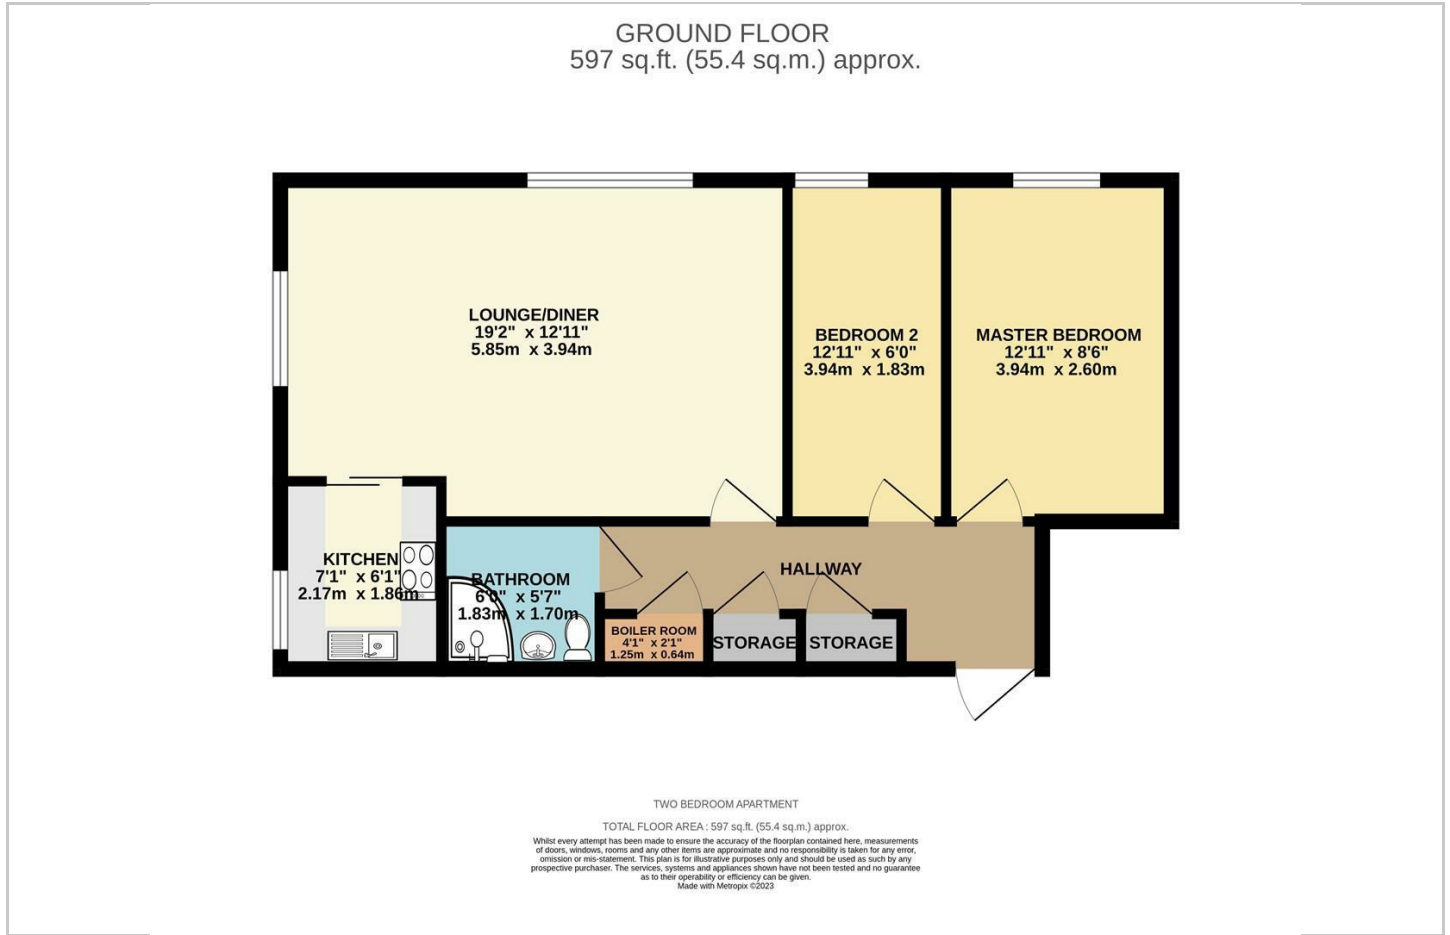 GROUND FLOOR
597 sq.ft. (55.4 sq.m.) approx.
LOUNGE/DINER
19'2" x 12'11"
5.85m x 3.94m
BEDROOM 2
12'11" x 6'0"
3.94m x 1.83m
MASTER BEDROOM
12'11" x 8'6"
3.94m x 2.60m
KITCHEN
7'1" x 6'1"
2.17m x 1.86m
BATHROOM
6'0" x 5'7"
1.83m x 1.70m
HALLWAY
BOILER ROOM
4'1" x 2'1"
1.25m x 0.64m
STORAGE
STORAGE
TWO BEDROOM APARTMENT
TOTAL FLOOR AREA : 597 sq.ft. (55.4 sq.m.) approx.
Whilst every attempt has been made to ensure the accuracy of the floorplan contained here, measurements
of doors, windows, rooms and any other items are approximate and no responsibility is taken for any error,
omission or mis-statement. This plan is for illustrative purposes only and should be used as such by any
prospective purchaser. The services, systems and appliances shown have not been tested and no guarantee
as to their operability or efficiency can be given.
Made with Metropix ©2023